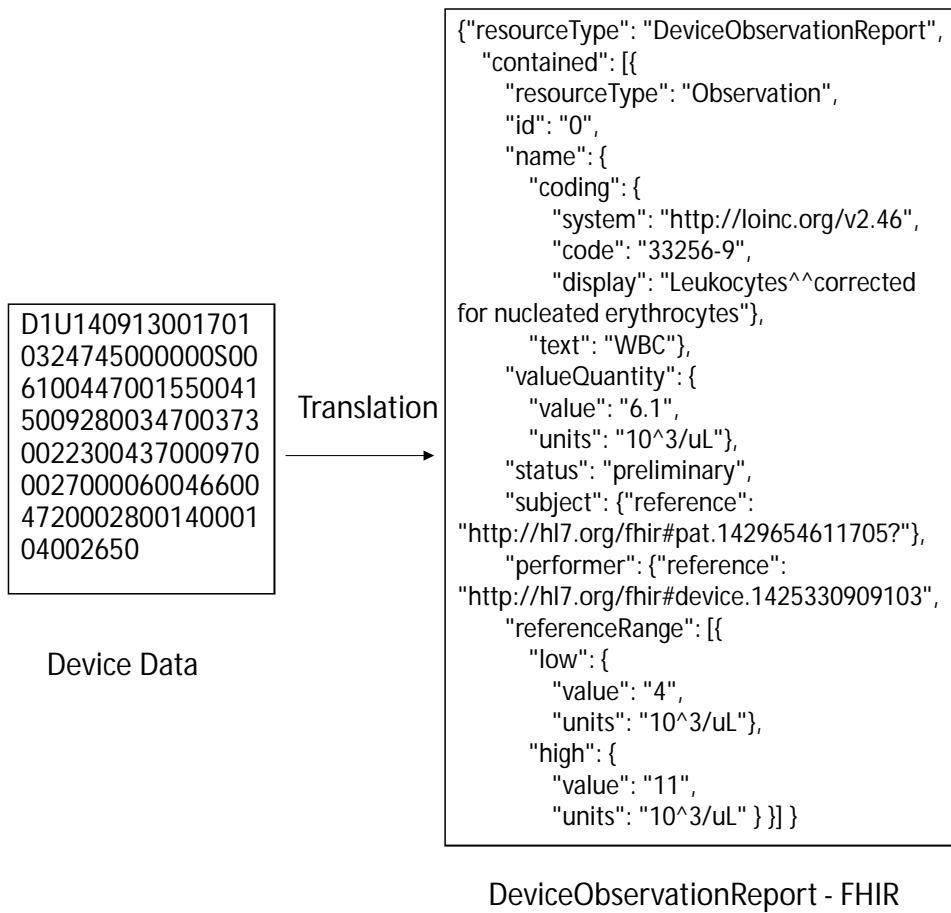 D1U140913001701
0324745000000S00
6100447001550041
5009280034700373
0022300437000970
0027000060046600
4720002800140001
04002650
Device Data
Translation
{"resourceType": "DeviceObservationReport",
"contained": [{
"resourceType": "Observation",
"id": "0",
"name": {
"coding": {
"system": "http://loinc.org/v2.46",
"code": "33256-9",
"display": "Leukocytes^^corrected
for nucleated erythrocytes"},
"text": "WBC"},
"valueQuantity": {
"value": "6.1",
"units": "10^3/uL"},
"status": "preliminary",
"subject": {"reference":
"http://hl7.org/fhir#pat.1429654611705?"},
"performer": {"reference":
"http://hl7.org/fhir#device.1425330909103",
"referenceRange": [{
"low": {
"value": "4",
"units": "10^3/uL"},
"high": {
"value": "11",
"units": "10^3/uL" } }] }
DeviceObservationReport - FHIR